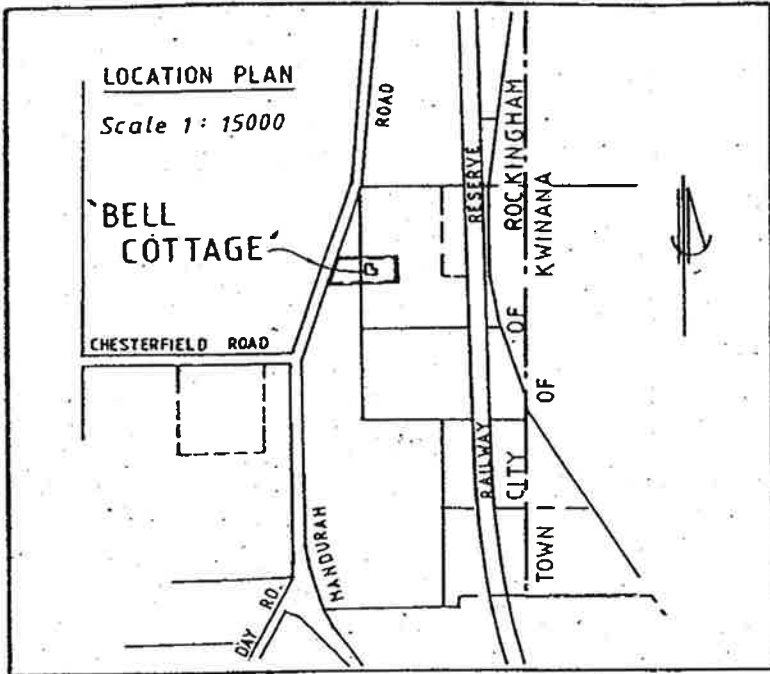 LOCATION PLAN
Scale 1 : 15000
'BELL
COTTAGE'
ROAD
RESERVE
CITY OF ROCKINGHAM
TOWN OF KWINANA
CHESTERFIELD ROAD
RAILWAY
MANDURAH
DAY RD.